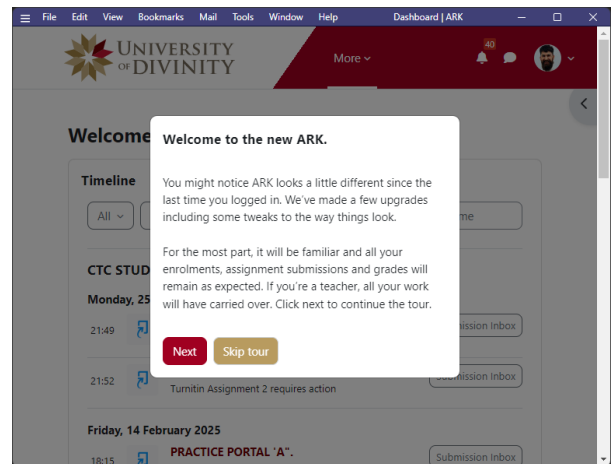 File Edit View Bookmarks Mail Tools Window Help Dashboard | ARK
UNIVERSITY
OF DIVINITY
More
40
Welcome
Welcome to the new ARK.
Timeline
You might notice ARK looks a little different since the
last time you logged in. We've made a few upgrades
including some tweaks to the way things look.
All
For the most part, it will be familiar and all your
enrolments, assignment submissions and grades will
remain as expected. If you're a teacher, all your work
will have carried over. Click next to continue the tour.
CTC STUD
Monday, 25
21:49
Next Skip tour
21:52
Turnitin Assignment 2 requires action
Friday, 14 February 2025
18:15 PRACTICE PORTAL 'A".
Submission Inbox